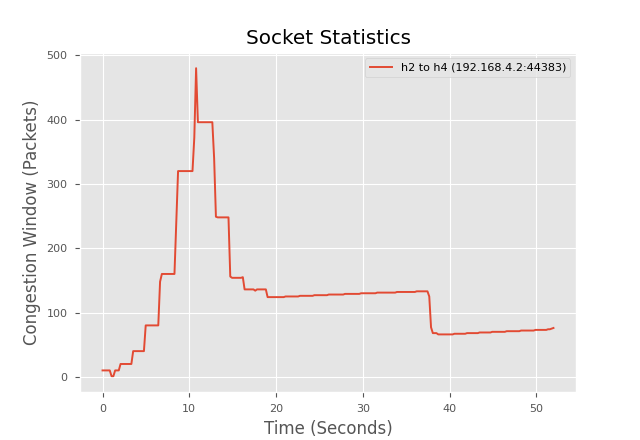 Socket Statistics
h2 to h4 (192.168.4.2:44383)
Congestion Window (Packets)
500
400
300
200
100
0
0 10 20 30 40 50
Time (Seconds)